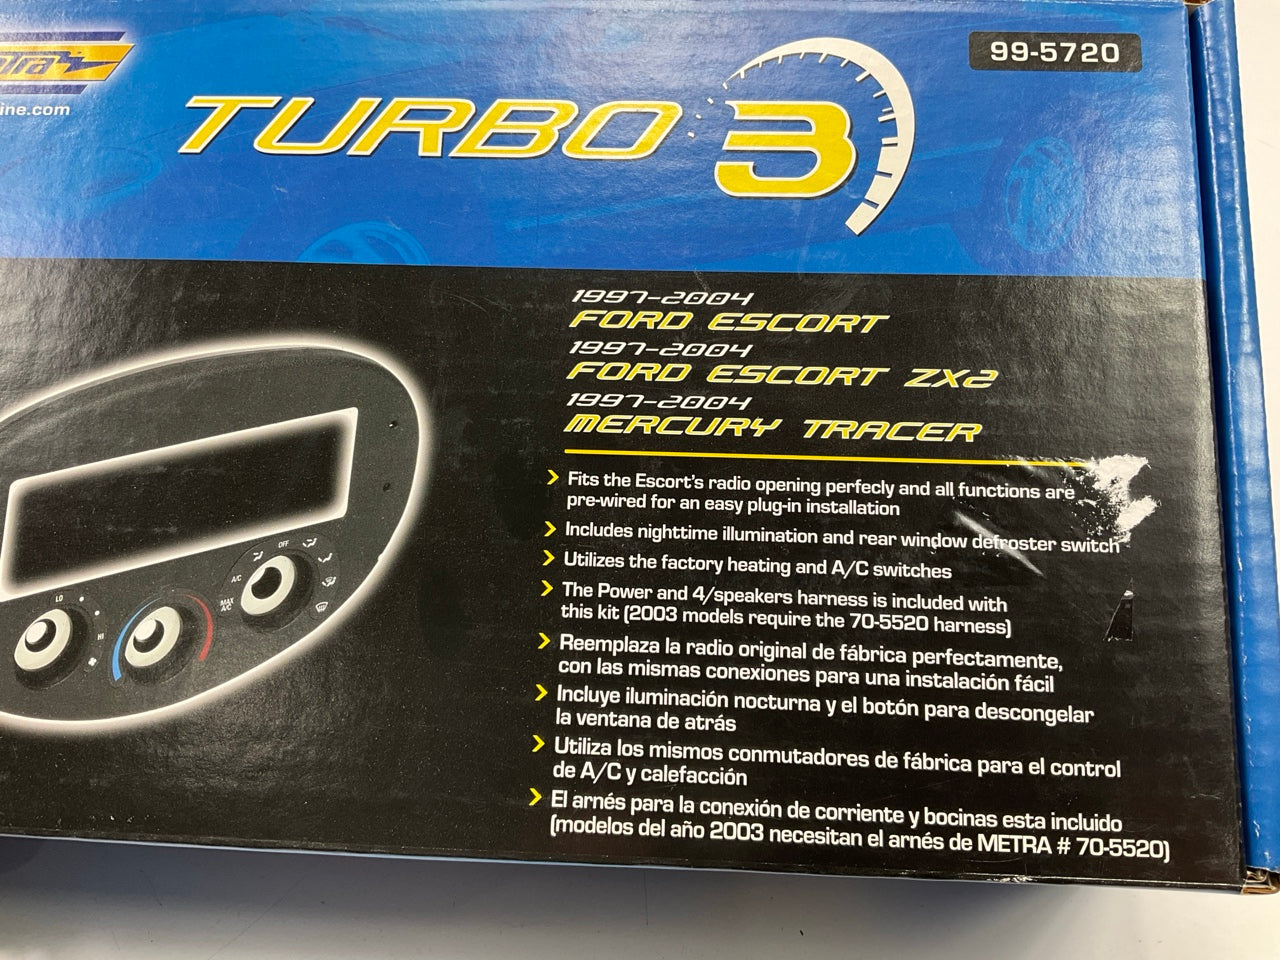 99-5720
ine.com
TURBO 3
1997-2004
FORD ESCORT
1997-2004
FORD ESCORT ZX2
1997-2004
MERCURY TRACER
Fits the Escort's radio opening perfecly and all functions are
pre-wired for an easy plug-in installation
Includes nighttime illumination and rear window defroster switch
Utilizes the factory heating and A/C switches
The Power and 4/speakers harness is included with
this kit (2003 models require the 70-5520 harness)
Reemplaza la radio original de fábrica perfectamente,
con las mismas conexiones para una instalación fácil
Incluye iluminación nocturna y el botón para descongelar
la ventana de atrás
Utiliza los mismos conmutadores de fábrica para el control
de A/C y calefacción
El arnés para la conexión de corriente y bocinas esta incluido
(modelos del año 2003 necesitan el arnés de METRA # 70-5520)
OFF
A/C
MAX
A/C
LO
HI